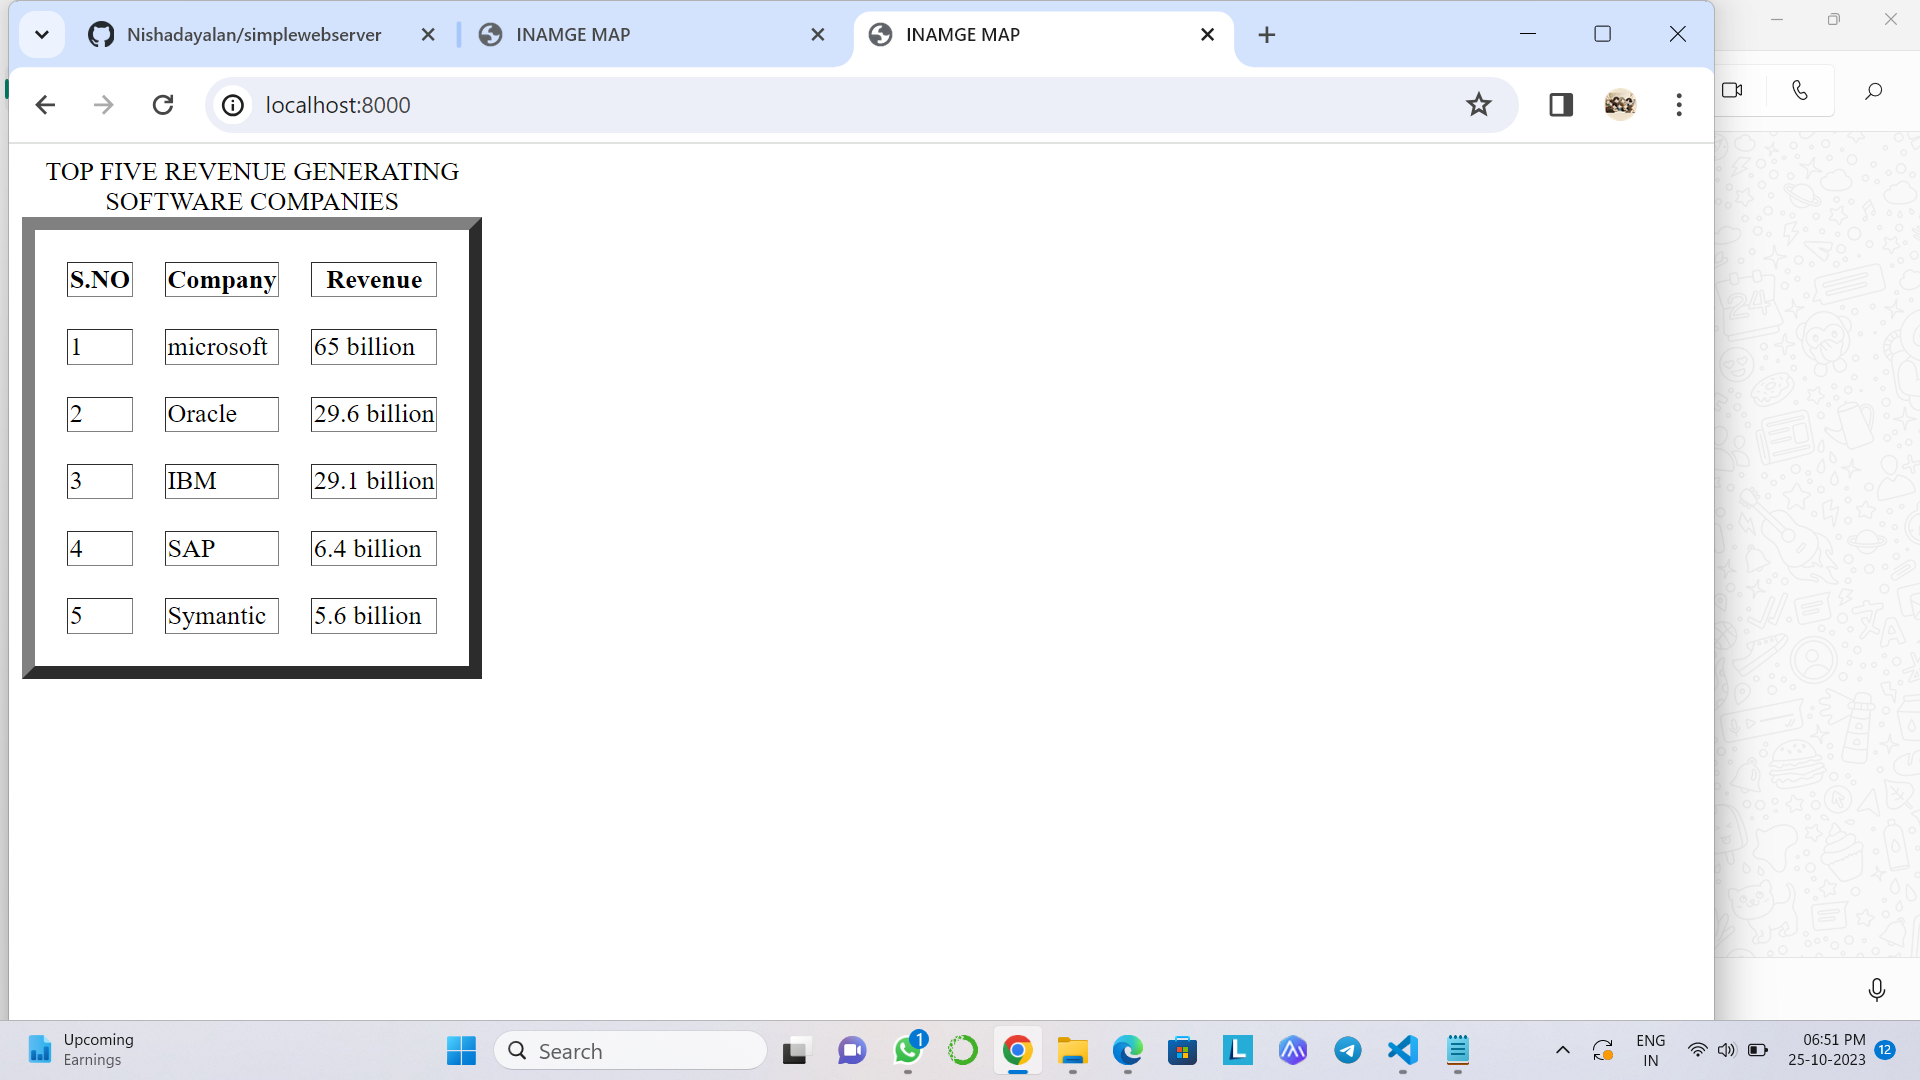 Nishadayalan/simplewebserver
INAMGE MAP
INAMGE MAP
localhost:8000
TOP FIVE REVENUE GENERATING
SOFTWARE COMPANIES
S.NO Company Revenue
1 microsoft 65 billion
2 Oracle 29.6 billion
3 IBM 29.1 billion
4 SAP 6.4 billion
5 Symantic 5.6 billion
Upcoming
Earnings
Search
1
L
ENG
IN
06:51 PM
25-10-2023
12